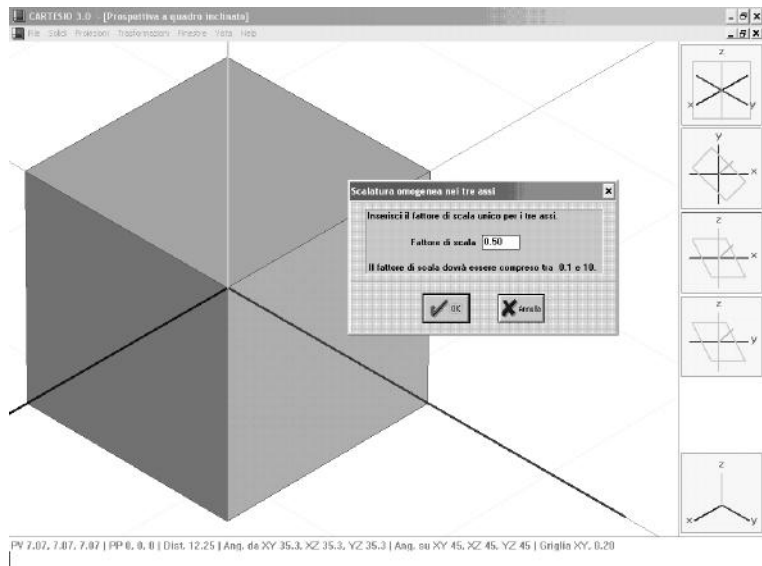 CARTESIO 3.0 - [Prospettiva a quadro inclinato]
File Solidi Proiezioni Trasformazioni Finestre Vista Help
z
x y
y
x
z
x
z
y
Scalatura omogenea nei tre assi
Inserisci il fattore di scala unico per i tre assi.
Fattore di scala 0.50
Il fattore di scala dovrà essere compreso tra 0.1 e 10.
OK Annulla
z
x y
PV 7.07, 7.07, 7.07 | PP 0, 0, 0 | Dist. 12.25 | Ang. da XY 35.3, XZ 35.3, YZ 35.3 | Ang. su XY 45, XZ 45, YZ 45 | Griglia XY, 0.20